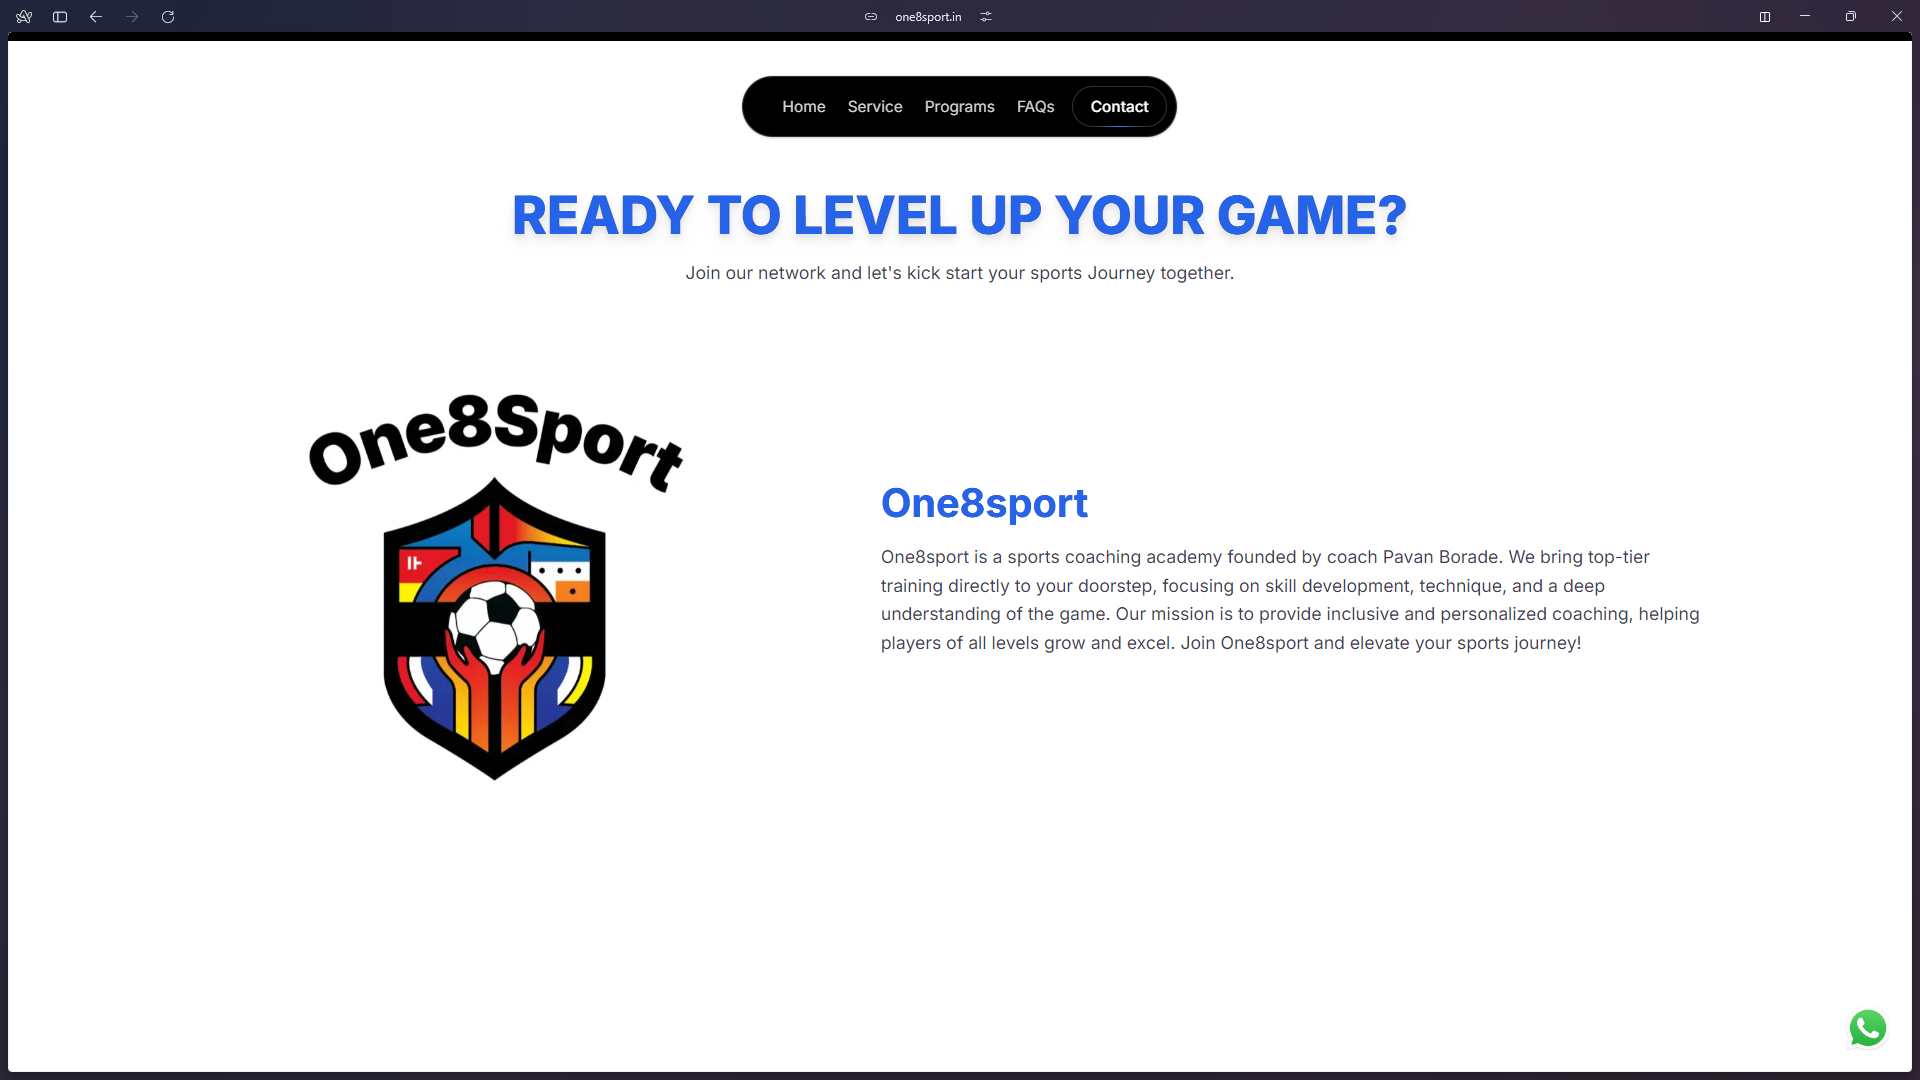 one8sport.in
Home Service Programs FAQs Contact
READY TO LEVEL UP YOUR GAME?
Join our network and let's kick start your sports Journey together.
One8Sport
One8sport
One8sport is a sports coaching academy founded by coach Pavan Borade. We bring top-tier
training directly to your doorstep, focusing on skill development, technique, and a deep
understanding of the game. Our mission is to provide inclusive and personalized coaching, helping
players of all levels grow and excel. Join One8sport and elevate your sports journey!